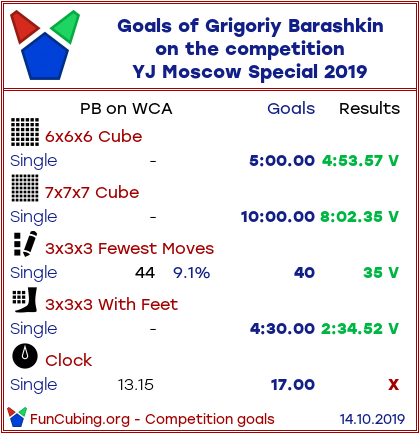 Goals of Grigoriy Barashkin
on the competition
YJ Moscow Special 2019
PB on WCA Goals Results
6x6x6 Cube
Single - 5:00.00 4:53.57 V
7x7x7 Cube
Single - 10:00.00 8:02.35 V
3x3x3 Fewest Moves
Single 44 9.1% 40 35 V
3x3x3 With Feet
Single - 4:30.00 2:34.52 V
Clock
Single 13.15 17.00 X
FunCubing.org - Competition goals 14.10.2019